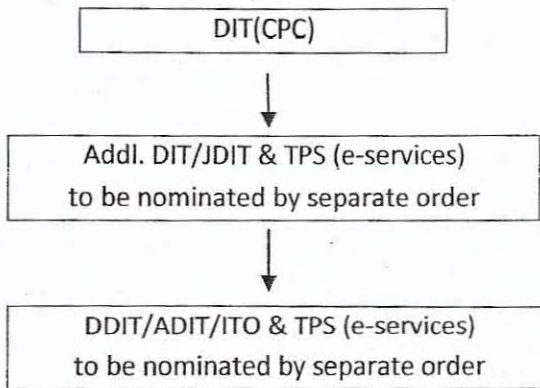 DIT(CPC)
Addl. DIT/JDIT & TPS (e-services)
to be nominated by separate order
DDIT/ADIT/ITO & TPS (e-services)
to be nominated by separate order